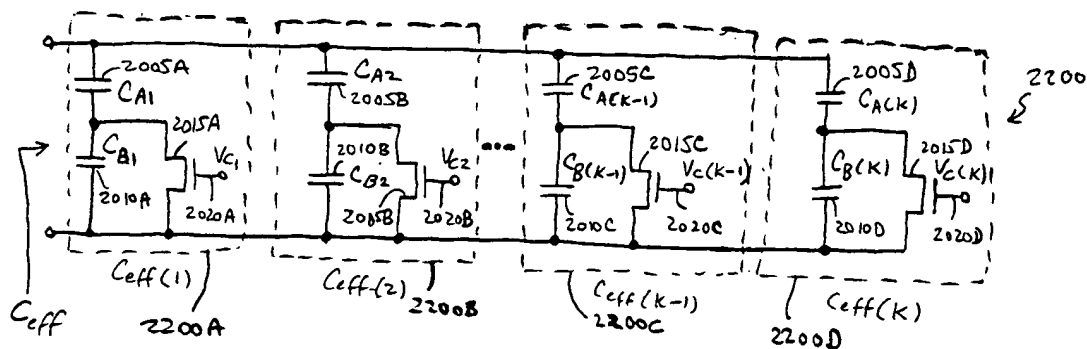 2005A
CA1
2015A
VC1
CB1
2010A
2020A
Ceff(1)
2200A
CA2
2005B
2010B
CB2
2015B
VC2
2020B
Ceff(2)
2200B
...
2005C
CA(K-1)
2015C
CB(K-1)
VC(K-1)
2010C
2020C
Ceff(K-1)
2200C
2005D
CA(K)
2015D
CB(K)
VC(K)
2010D
2020D
Ceff(K)
2200D
2200
Ceff